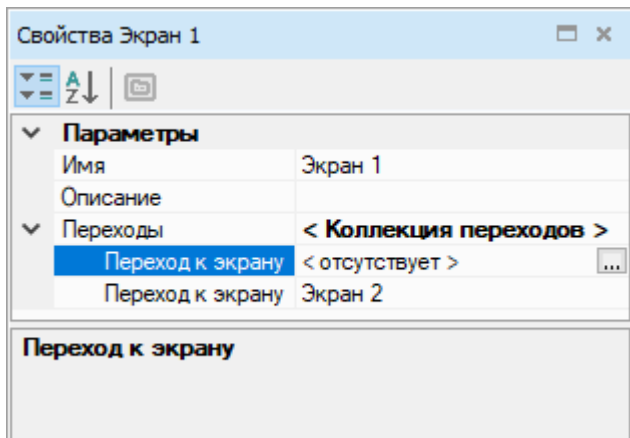 Свойства Экран 1
Параметры
Имя Экран 1
Описание
Переходы < Коллекция переходов >
Переход к экрану < отсутствует > ...
Переход к экрану Экран 2
Переход к экрану